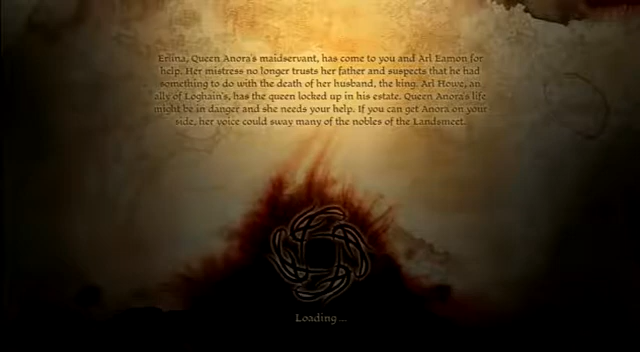 Erlina, Queen Anora's maidservant, has come to you and Arl Eamon for
help. Her mistress no longer trusts her father and suspects that he had
something to do with the death of her husband, the king. Arl Howe, an
ally of Loghain's, has the queen locked up in his estate. Queen Anora's life
might be in danger and she needs your help. If you can get Anora on your
side, her voice could sway many of the nobles of the Landsmeet.
Loading ...